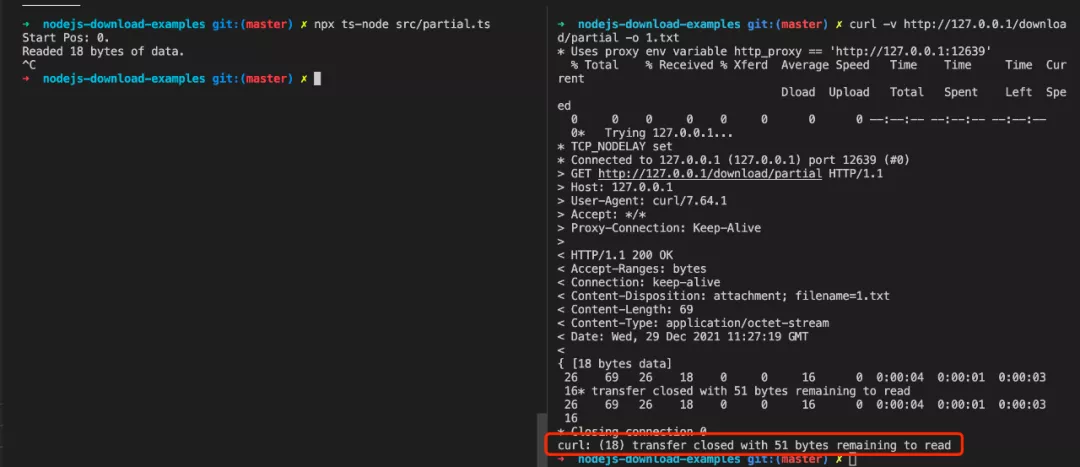 ➜  nodejs-download-examples git:(master) ✗ npx ts-node src/partial.ts
Start Pos: 0.
Readed 18 bytes of data.
^C
➜  nodejs-download-examples git:(master) ✗
➜  nodejs-download-examples git:(master) ✗ curl -v http://127.0.0.1/downloa
d/partial -o 1.txt
* Uses proxy env variable http_proxy == 'http://127.0.0.1:12639'
  % Total    % Received % Xferd  Average Speed   Time    Time     Time  Cur
rent
                                 Dload  Upload   Total   Spent    Left  Spe
ed
  0     0    0     0    0     0      0      0 --:--:-- --:--:-- --:--:--
  0*   Trying 127.0.0.1...
* TCP_NODELAY set
* Connected to 127.0.0.1 (127.0.0.1) port 12639 (#0)
> GET http://127.0.0.1/download/partial HTTP/1.1
> Host: 127.0.0.1
> User-Agent: curl/7.64.1
> Accept: */*
> Proxy-Connection: Keep-Alive
>
< HTTP/1.1 200 OK
< Accept-Ranges: bytes
< Connection: keep-alive
< Content-Disposition: attachment; filename=1.txt
< Content-Length: 69
< Content-Type: application/octet-stream
< Date: Wed, 29 Dec 2021 11:27:19 GMT
<
{ [18 bytes data]
 26    69   26    18    0     0     16      0  0:00:04  0:00:01  0:00:03
 16* transfer closed with 51 bytes remaining to read
 26    69   26    18    0     0     16      0  0:00:04  0:00:01  0:00:03
 16
* Closing connection 0
curl: (18) transfer closed with 51 bytes remaining to read
➜  nodejs-download-examples git:(master) ✗